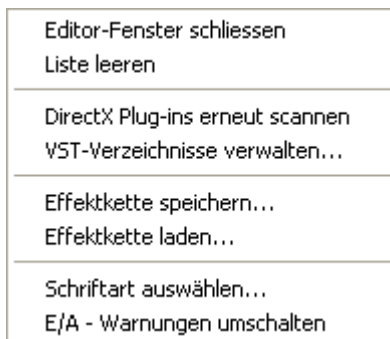 Editor-Fenster schliessen
Liste leeren
DirectX Plug-ins erneut scannen
VST-Verzeichnisse verwalten...
Effektkette speichern...
Effektkette laden...
Schriftart auswählen...
E/A - Warnungen umschalten